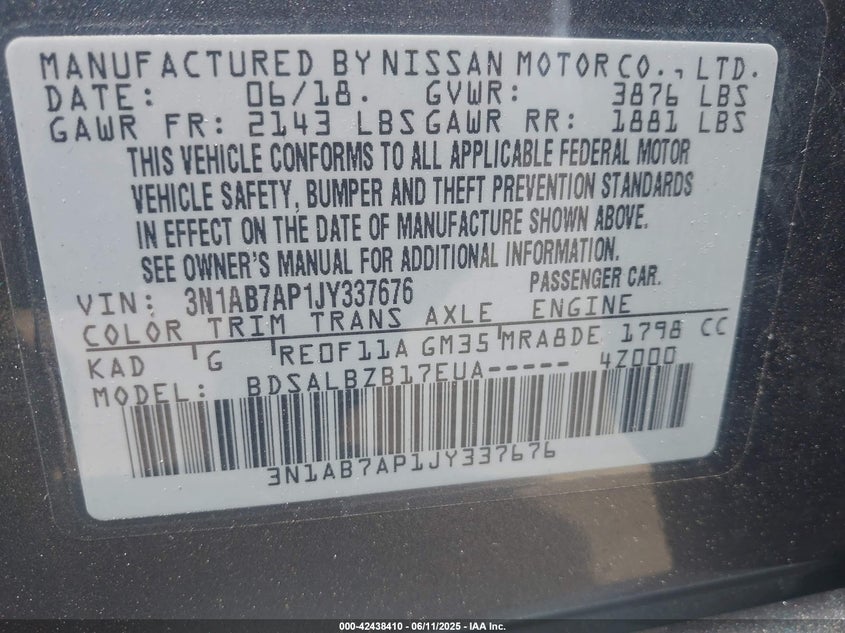 MANUFACTURED BY NISSAN MOTOR CO., LTD.
DATE: 06/18. GVWR: 3876 LBS
GAWR FR: 2143 LBS GAWR RR: 1881 LBS
THIS VEHICLE CONFORMS TO ALL APPLICABLE FEDERAL MOTOR
VEHICLE SAFETY, BUMPER AND THEFT PREVENTION STANDARDS
IN EFFECT ON THE DATE OF MANUFACTURE SHOWN ABOVE.
SEE OWNER'S MANUAL FOR ADDITIONAL INFORMATION.
VIN: 3N1AB7AP1JY337676 PASSENGER CAR.
COLOR TRIM TRANS AXLE ENGINE
KAD G RE0F11A GM35 MRA8DE 1798 CC
MODEL: BDSALBZB17EUA----- 4Z000
3N1AB7AP1JY337676
000-42438410 - 06/11/2025 - IAA Inc.